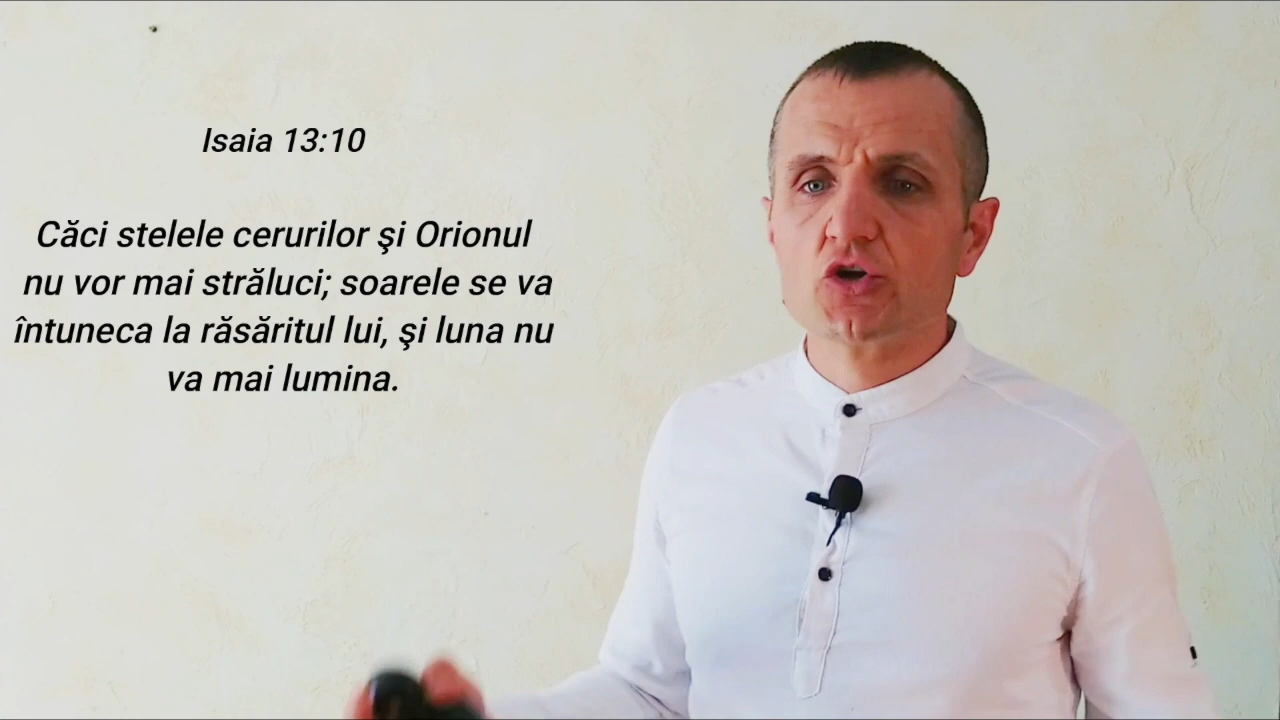 Isaia 13:10
Căci stelele cerurilor şi Orionul
nu vor mai străluci; soarele se va
întuneca la răsăritul lui, şi luna nu
va mai lumina.